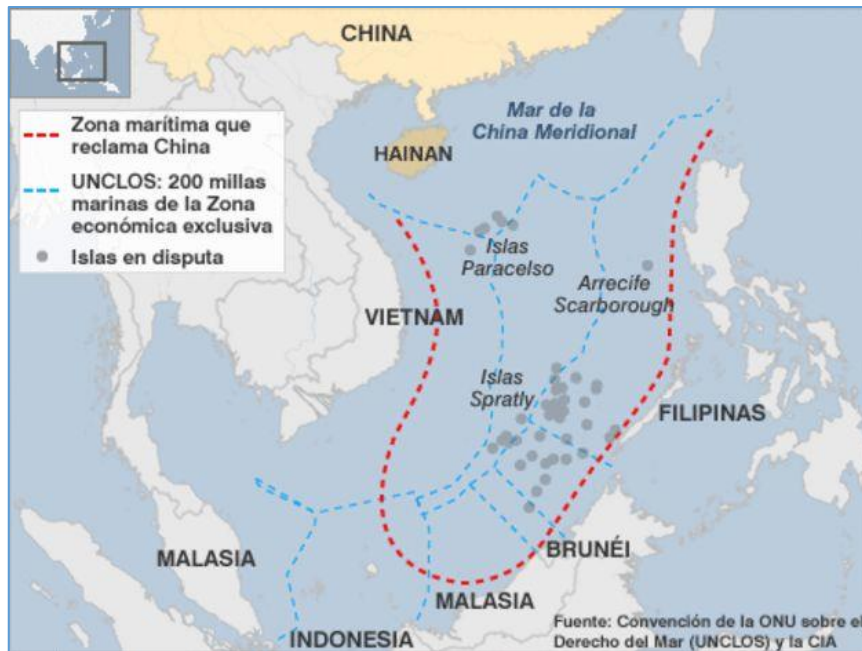 CHINA
Mar de la
China Meridional
Zona marítima que
reclama China
HAINAN
UNCLOS: 200 millas
marinas de la Zona
económica exclusiva
Islas en disputa
Islas
Paracelso
Arrecife
Scarborough
VIETNAM
Islas
Spratly
FILIPINAS
MALASIA
BRUNÉI
MALASIA
INDONESIA
Fuente: Convención de la ONU sobre el
Derecho del Mar (UNCLOS) y la CIA